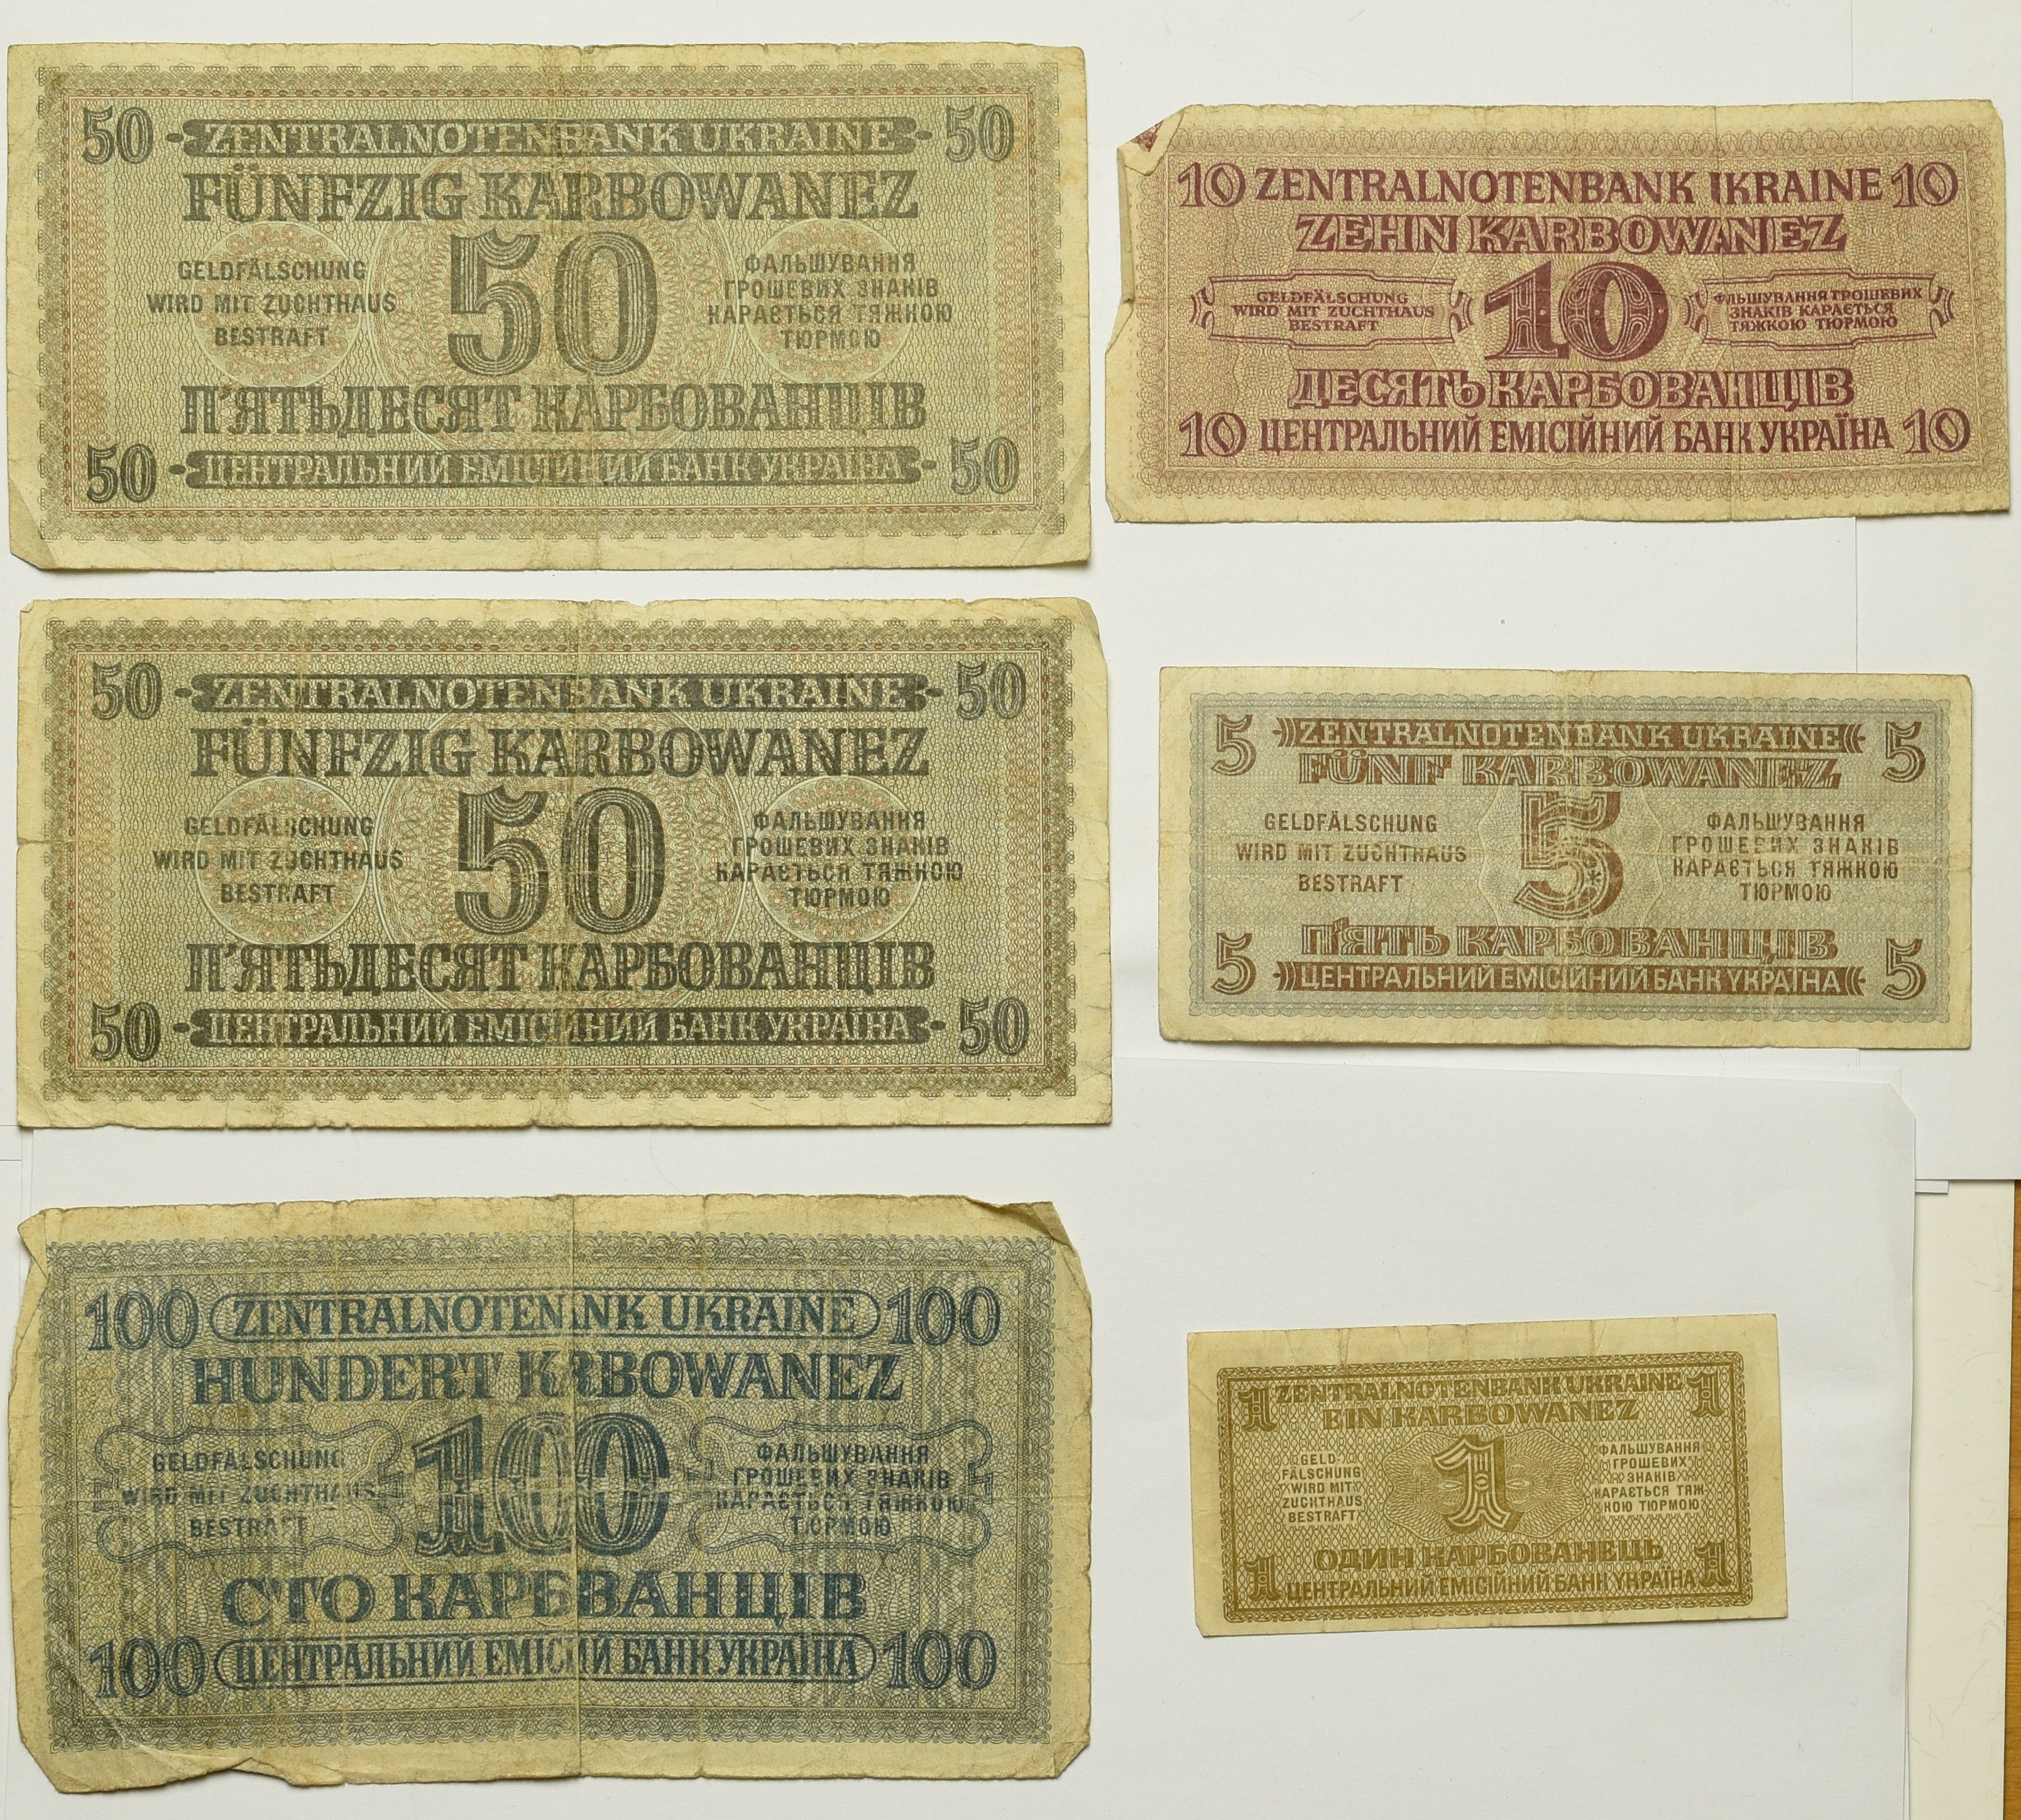 50 ZENTRALNOTENBANK UKRAINE 50
FÜNFZIG KARBOWANEZ
GELDFÄLSCHUNG
WIRD MIT ZUCHTHAUS
BESTRAFT
50
ФАЛЬШУВАННЯ
ГРОШЕВИХ ЗНАКІВ
КАРАЄТЬСЯ ТЯЖКОЮ
ТЮРМОЮ
П'ЯТЬДЕСЯТ КАРБОВАНЦІВ
50 ЦЕНТРАЛЬНИЙ ЕМІСІЙНИЙ БАНК УКРАЇНА 50
10 ZENTRALNOTENBANK UKRAINE 10
ZEHN KARBOWANEZ
GELDFÄLSCHUNG
WIRD MIT ZUCHTHAUS
BESTRAFT
10
ФАЛЬШУВАННЯ ГРОШЕВИХ
ЗНАКІВ КАРАЄТЬСЯ
ТЯЖКОЮ ТЮРМОЮ
ДЕСЯТЬ КАРБОВАНЦІВ
10 ЦЕНТРАЛЬНИЙ ЕМІСІЙНИЙ БАНК УКРАЇНА 10
50 ZENTRALNOTENBANK UKRAINE 50
FÜNFZIG KARBOWANEZ
GELDFÄLSCHUNG
WIRD MIT ZUCHTHAUS
BESTRAFT
50
ФАЛЬШУВАННЯ
ГРОШЕВИХ ЗНАКІВ
КАРАЄТЬСЯ ТЯЖКОЮ
ТЮРМОЮ
П'ЯТЬДЕСЯТ КАРБОВАНЦІВ
50 ЦЕНТРАЛЬНИЙ ЕМІСІЙНИЙ БАНК УКРАЇНА 50
5 ZENTRALNOTENBANK UKRAINE 5
FÜNF KARBOWANEZ
GELDFÄLSCHUNG
WIRD MIT ZUCHTHAUS
BESTRAFT
5
ФАЛЬШУВАННЯ
ГРОШЕВИХ ЗНАКІВ
КАРАЄТЬСЯ ТЯЖКОЮ
ТЮРМОЮ
П'ЯТЬ КАРБОВАНЦІВ
5 ЦЕНТРАЛЬНИЙ ЕМІСІЙНИЙ БАНК УКРАЇНА 5
100 ZENTRALNOTENBANK UKRAINE 100
HUNDERT KARBOWANEZ
GELDFÄLSCHUNG
WIRD MIT ZUCHTHAUS
BESTRAFT
100
ФАЛЬШУВАННЯ
ГРОШЕВИХ ЗНАКІВ
КАРАЄТЬСЯ ТЯЖКОЮ
ТЮРМОЮ
СТО КАРБОВАНЦІВ
100 ЦЕНТРАЛЬНИЙ ЕМІСІЙНИЙ БАНК УКРАЇНА 100
1 ZENTRALNOTENBANK UKRAINE 1
EIN KARBOWANEZ
GELD-
FÄLSCHUNG
WIRD MIT
ZUCHTHAUS
BESTRAFT
1
ФАЛЬШУВАННЯ
ГРОШЕВИХ
ЗНАКІВ
КАРАЄТЬСЯ ТЯЖ-
КОЮ ТЮРМОЮ
ОДИН КАРБОВАНЕЦЬ
1 ЦЕНТРАЛЬНИЙ ЕМІСІЙНИЙ БАНК УКРАЇНА 1